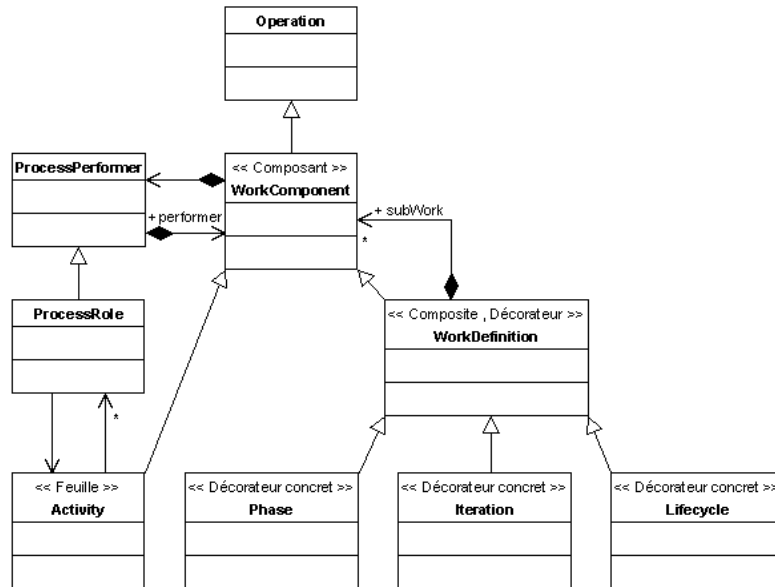 Operation
ProcessPerformer
<< Composant >>
WorkComponent
+ performer
+ subWork
*
ProcessRole
<< Composite , Décorateur >>
WorkDefinition
*
<< Feuille >>
Activity
<< Décorateur concret >>
Phase
<< Décorateur concret >>
Iteration
<< Décorateur concret >>
Lifecycle